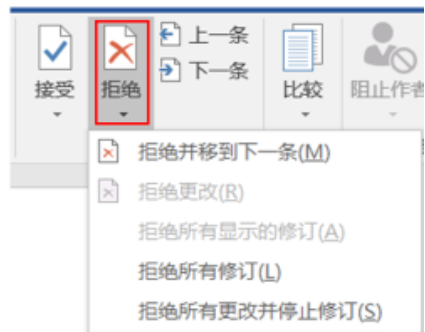 上一条
下一条
接受
拒绝
比较
阻止作者
拒绝并移到下一条(M)
拒绝更改(R)
拒绝所有显示的修订(A)
拒绝所有修订(L)
拒绝所有更改并停止修订(S)